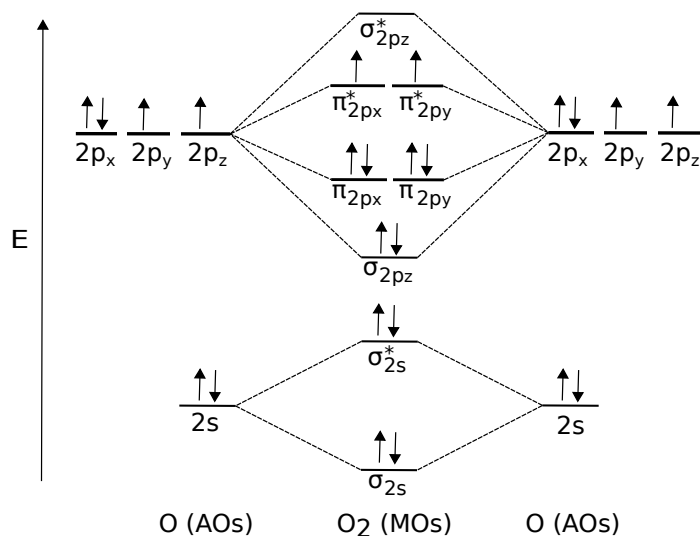 σ*2pz
π*2px π*2py
2px 2py 2pz 2px 2py 2pz
π2px π2py
E
σ2pz
σ*2s
2s 2s
σ2s
O (AOs) O2 (MOs) O (AOs)